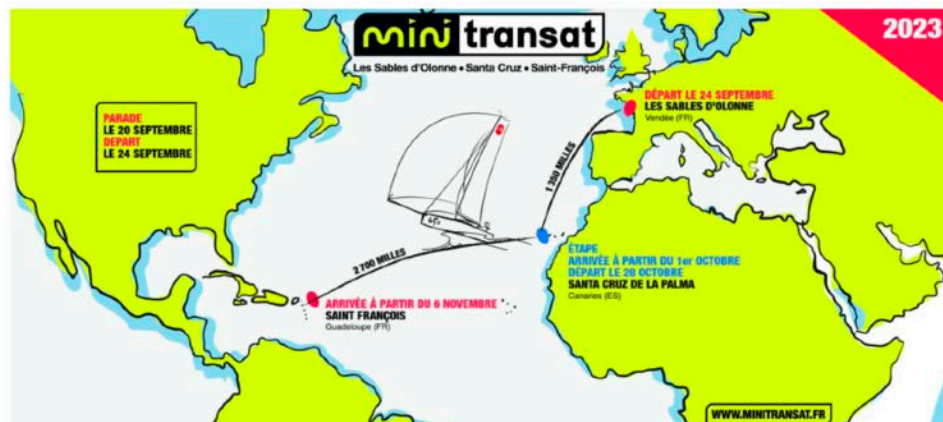 mini transat
Les Sables d'Olonne • Santa Cruz • Saint-François
2023
PARADE
LE 20 SEPTEMBRE
DÉPART
LE 24 SEPTEMBRE
DÉPART LE 24 SEPTEMBRE
LES SABLES D'OLONNE
Vendée (FR)
1 350 MILLES
2 700 MILLES
ÉTAPE
ARRIVÉE À PARTIR DU 1er OCTOBRE
DÉPART LE 28 OCTOBRE
SANTA CRUZ DE LA PALMA
Canaries (ES)
ARRIVÉE À PARTIR DU 6 NOVEMBRE
SAINT FRANÇOIS
Guadeloupe (FR)
WWW.MINITRANSAT.FR